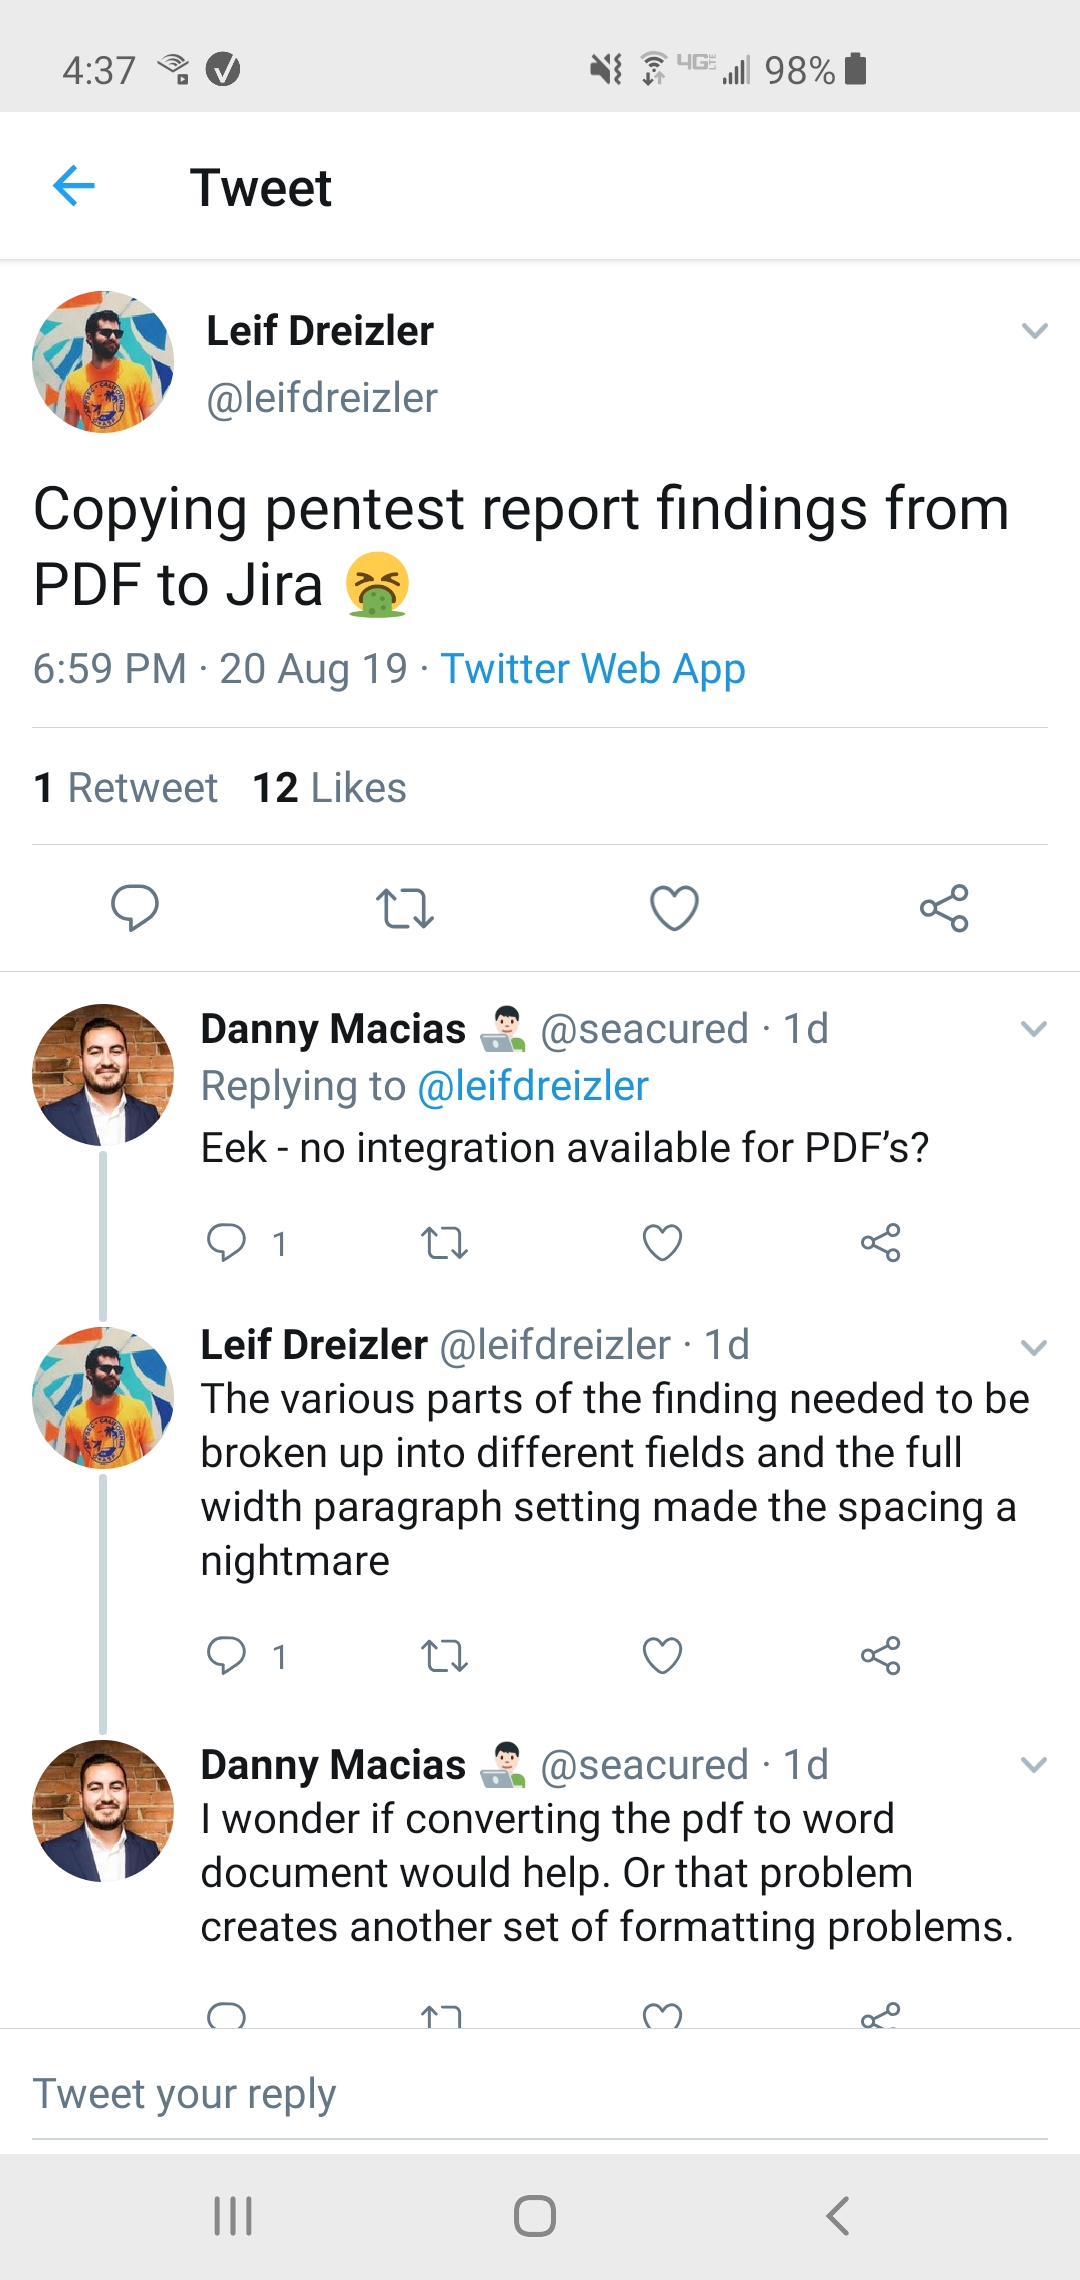 4:37 4G LTE 98%
Tweet
Leif Dreizler
@leifdreizler
Copying pentest report findings from
PDF to Jira 🤮
6:59 PM · 20 Aug 19 · Twitter Web App
1 Retweet 12 Likes
Danny Macias 👨🏻‍💻 @seacured · 1d
Replying to @leifdreizler
Eek - no integration available for PDF’s?
1
Leif Dreizler @leifdreizler · 1d
The various parts of the finding needed to be
broken up into different fields and the full
width paragraph setting made the spacing a
nightmare
1
Danny Macias 👨🏻‍💻 @seacured · 1d
I wonder if converting the pdf to word
document would help. Or that problem
creates another set of formatting problems.
Tweet your reply